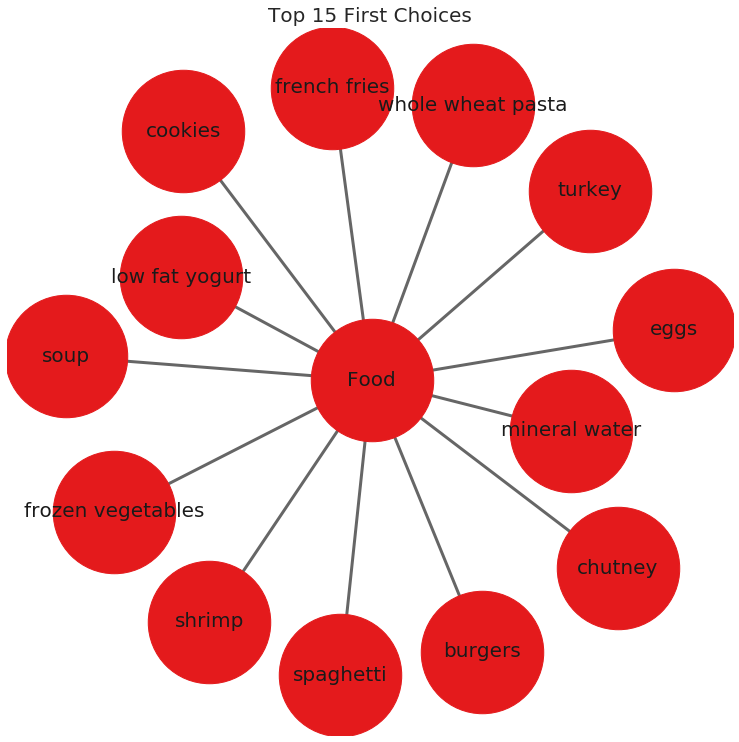 Top 15 First Choices
french fries
whole wheat pasta
cookies
turkey
low fat yogurt
eggs
soup
Food
mineral water
frozen vegetables
chutney
shrimp
burgers
spaghetti